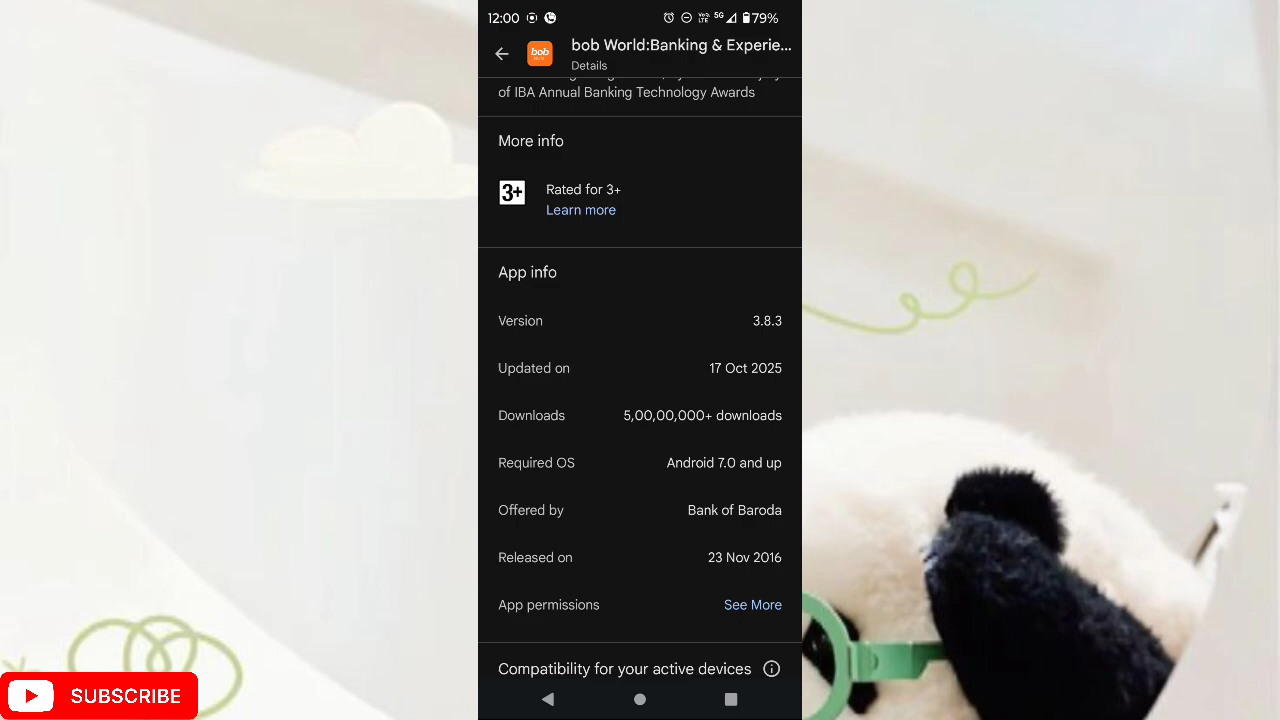 12:00 5G 79%
bob World:Banking & Experie...
bob
Details
of IBA Annual Banking Technology Awards
More info
3+ Rated for 3+
Learn more
App info
Version 3.8.3
Updated on 17 Oct 2025
Downloads 5,00,00,000+ downloads
Required OS Android 7.0 and up
Offered by Bank of Baroda
Released on 23 Nov 2016
App permissions See More
Compatibility for your active devices
SUBSCRIBE